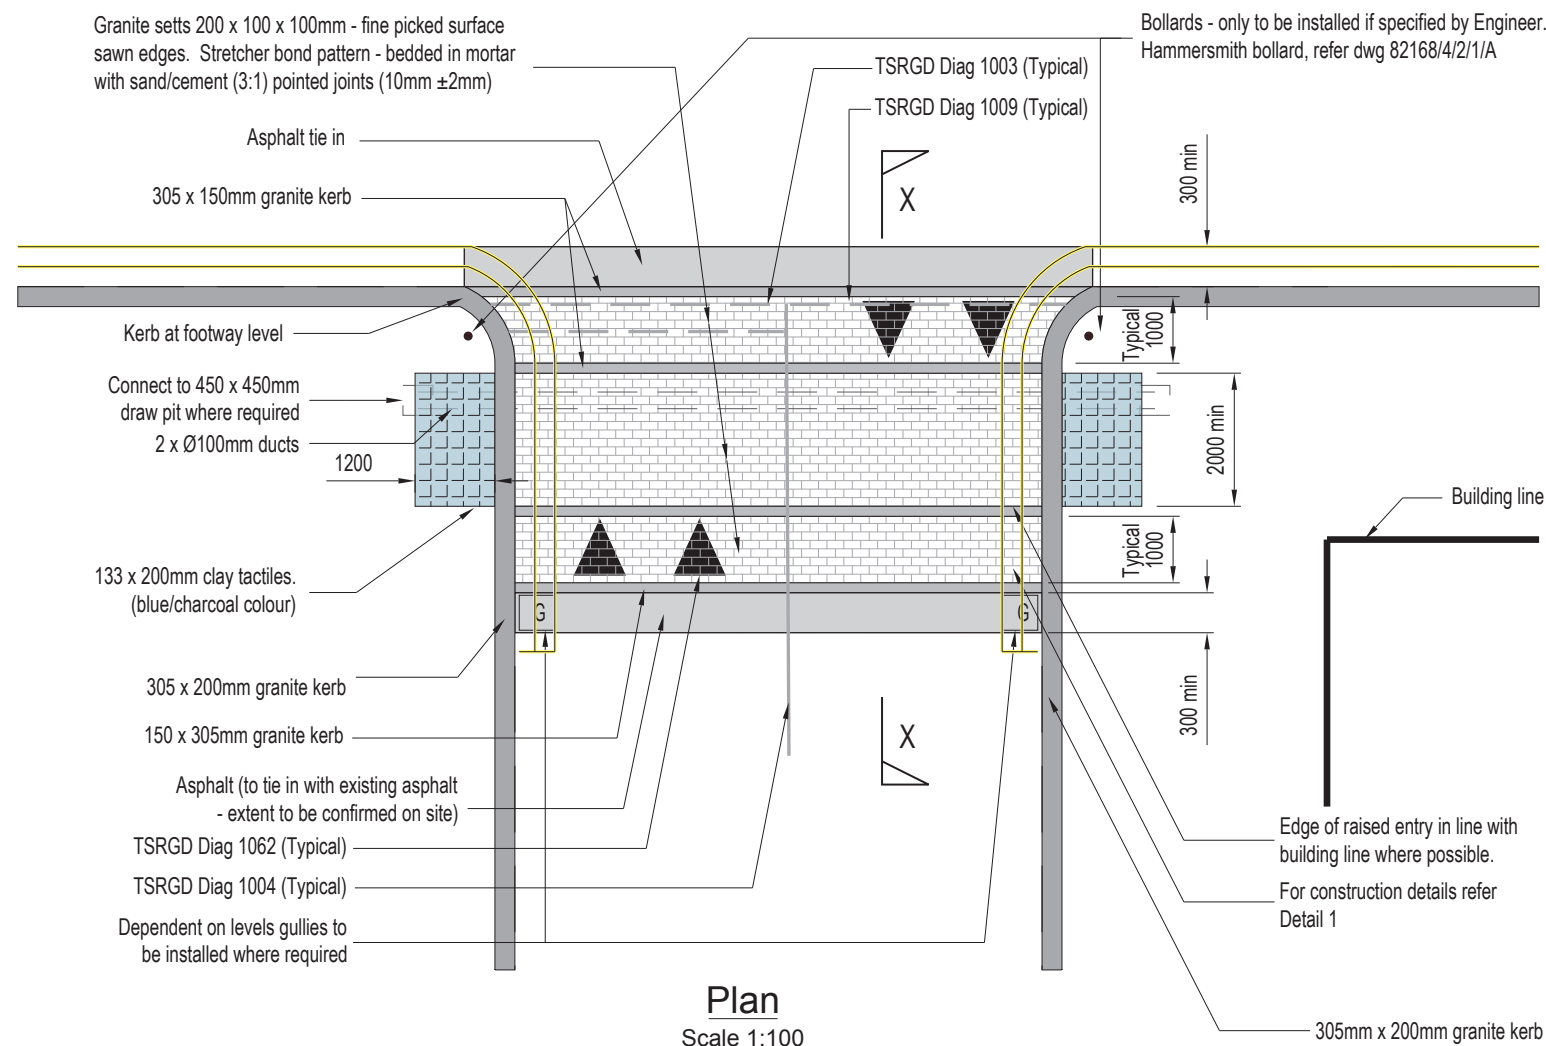 Granite setts 200 x 100 x 100mm - fine picked surface
sawn edges. Stretcher bond pattern - bedded in mortar
with sand/cement (3:1) pointed joints (10mm ±2mm)
Bollards - only to be installed if specified by Engineer.
Hammersmith bollard, refer dwg 82168/4/2/1/A
TSRGD Diag 1003 (Typical)
TSRGD Diag 1009 (Typical)
Asphalt tie in
305 x 150mm granite kerb
X
300 min
Kerb at footway level
Typical
1000
Connect to 450 x 450mm
draw pit where required
2 x Ø100mm ducts
1200
2000 min
Building line
Typical
1000
133 x 200mm clay tactiles.
(blue/charcoal colour)
G
G
305 x 200mm granite kerb
300 min
150 x 305mm granite kerb
X
Asphalt (to tie in with existing asphalt
- extent to be confirmed on site)
TSRGD Diag 1062 (Typical)
TSRGD Diag 1004 (Typical)
Edge of raised entry in line with
building line where possible.
For construction details refer
Detail 1
Dependent on levels gullies to
be installed where required
Plan
Scale 1:100
305mm x 200mm granite kerb